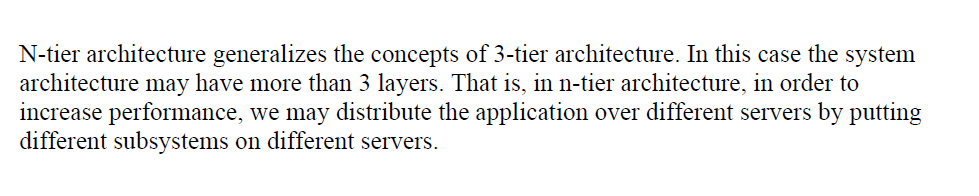 N-tier architecture generalizes the concepts of 3-tier architecture. In this case the system
architecture may have more than 3 layers. That is, in n-tier architecture, in order to
increase performance, we may distribute the application over different servers by putting
different subsystems on different servers.